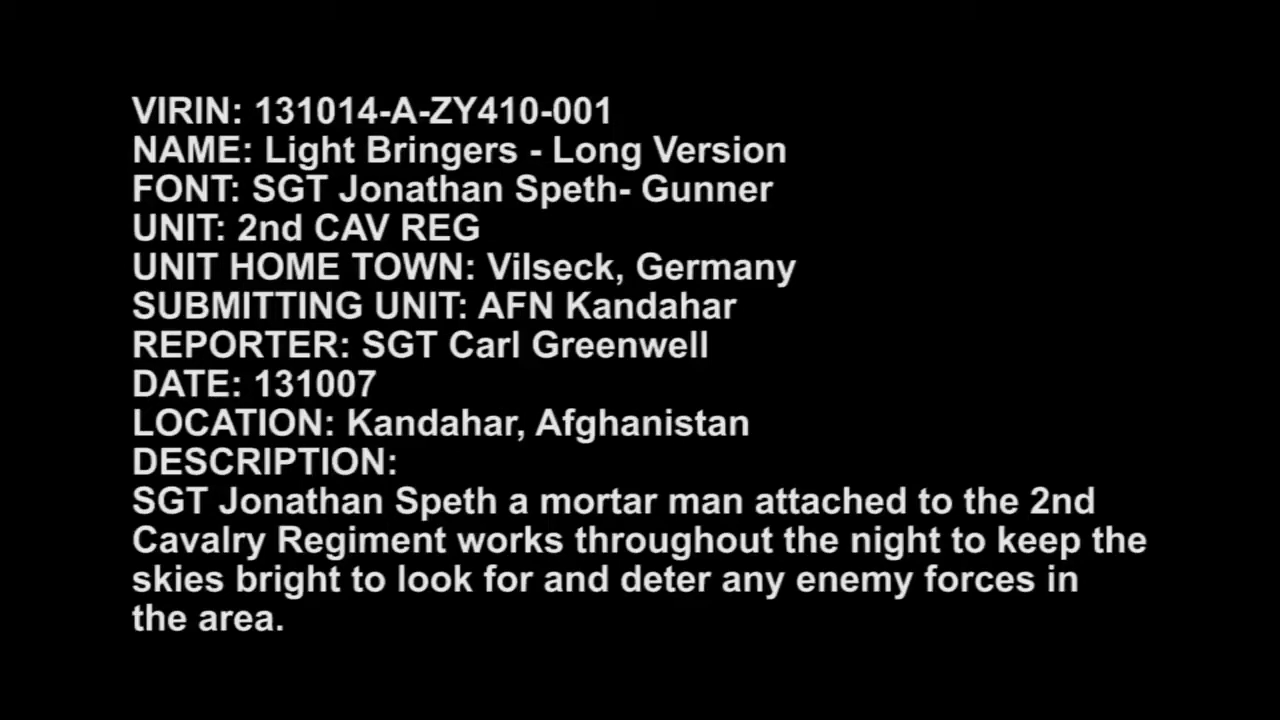 VIRIN: 131014-A-ZY410-001
NAME: Light Bringers - Long Version
FONT: SGT Jonathan Speth- Gunner
UNIT: 2nd CAV REG
UNIT HOME TOWN: Vilseck, Germany
SUBMITTING UNIT: AFN Kandahar
REPORTER: SGT Carl Greenwell
DATE: 131007
LOCATION: Kandahar, Afghanistan
DESCRIPTION:
SGT Jonathan Speth a mortar man attached to the 2nd
Cavalry Regiment works throughout the night to keep the
skies bright to look for and deter any enemy forces in
the area.